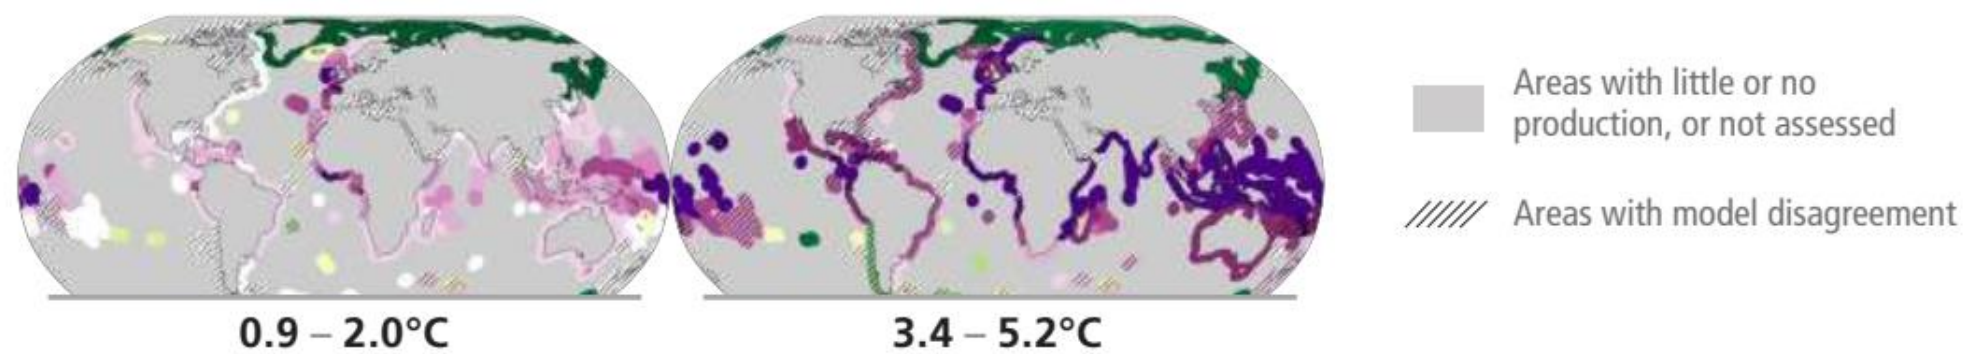 Areas with little or no
production, or not assessed
Areas with model disagreement
0.9 – 2.0°C
3.4 – 5.2°C